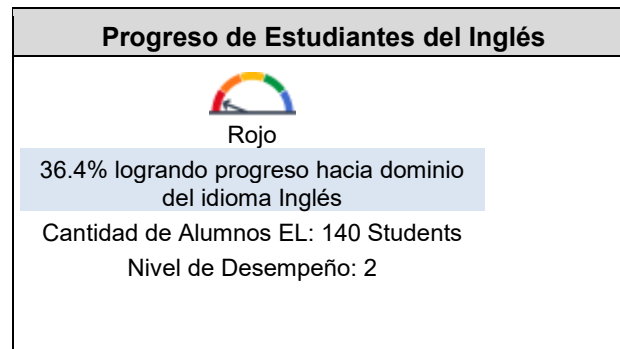 Progreso de Estudiantes del Inglés
Rojo
36.4% logrando progreso hacia dominio
del idioma Inglés
Cantidad de Alumnos EL: 140 Students
Nivel de Desempeño: 2